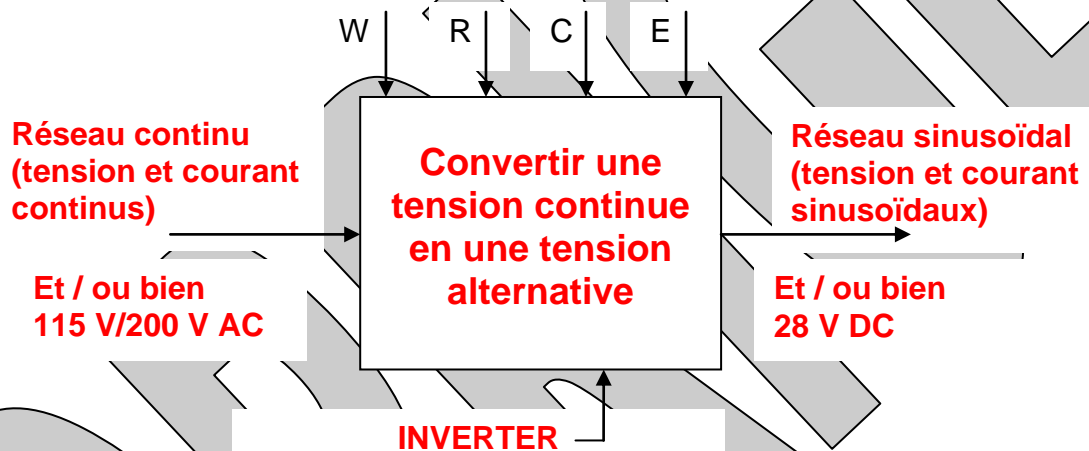 W R C E
Réseau continu
(tension et courant
continus)
Et / ou bien
115 V/200 V AC
Convertir une
tension continue
en une tension
alternative
Réseau sinusoïdal
(tension et courant
sinusoïdaux)
Et / ou bien
28 V DC
INVERTER